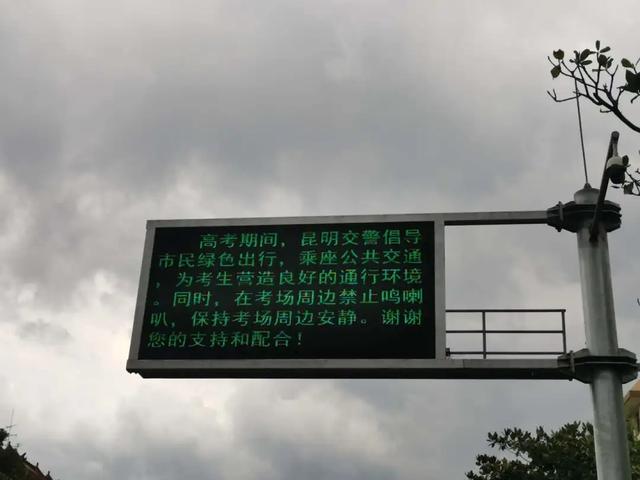 高考期间，昆明交警倡导
市民绿色出行，乘座公共交通
，为考生营造良好的通行环境
。同时，在考场周边禁止鸣喇
叭，保持考场周边安静。谢谢
您的支持和配合！